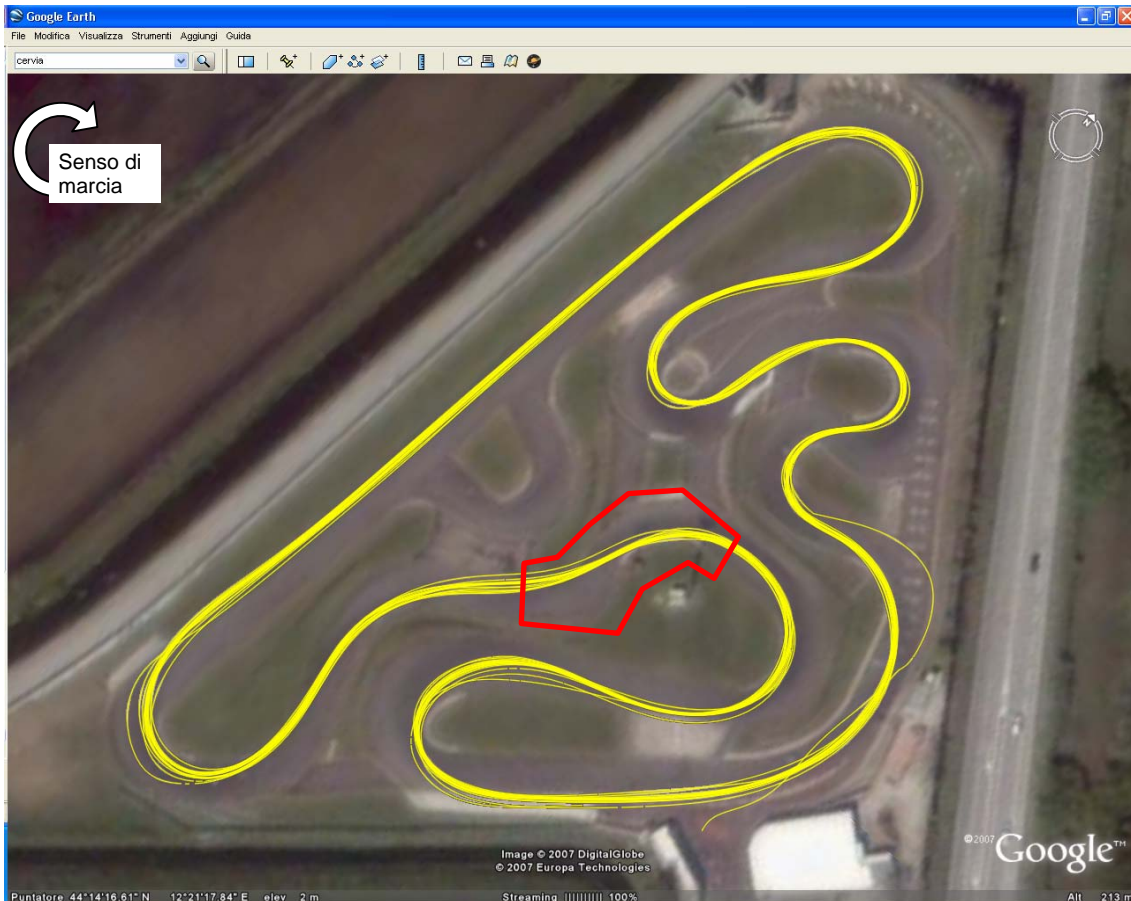 Google Earth
File Modifica Visualizza Strumenti Aggiungi Guida
cervia
Senso di
marcia
N
Image © 2007 DigitalGlobe
© 2007 Europa Technologies
©2007 Google™
Puntatore 44°14'16.61" N 12°21'17.84" E elev 2 m
Streaming |||||||||| 100%
Alt 213 m